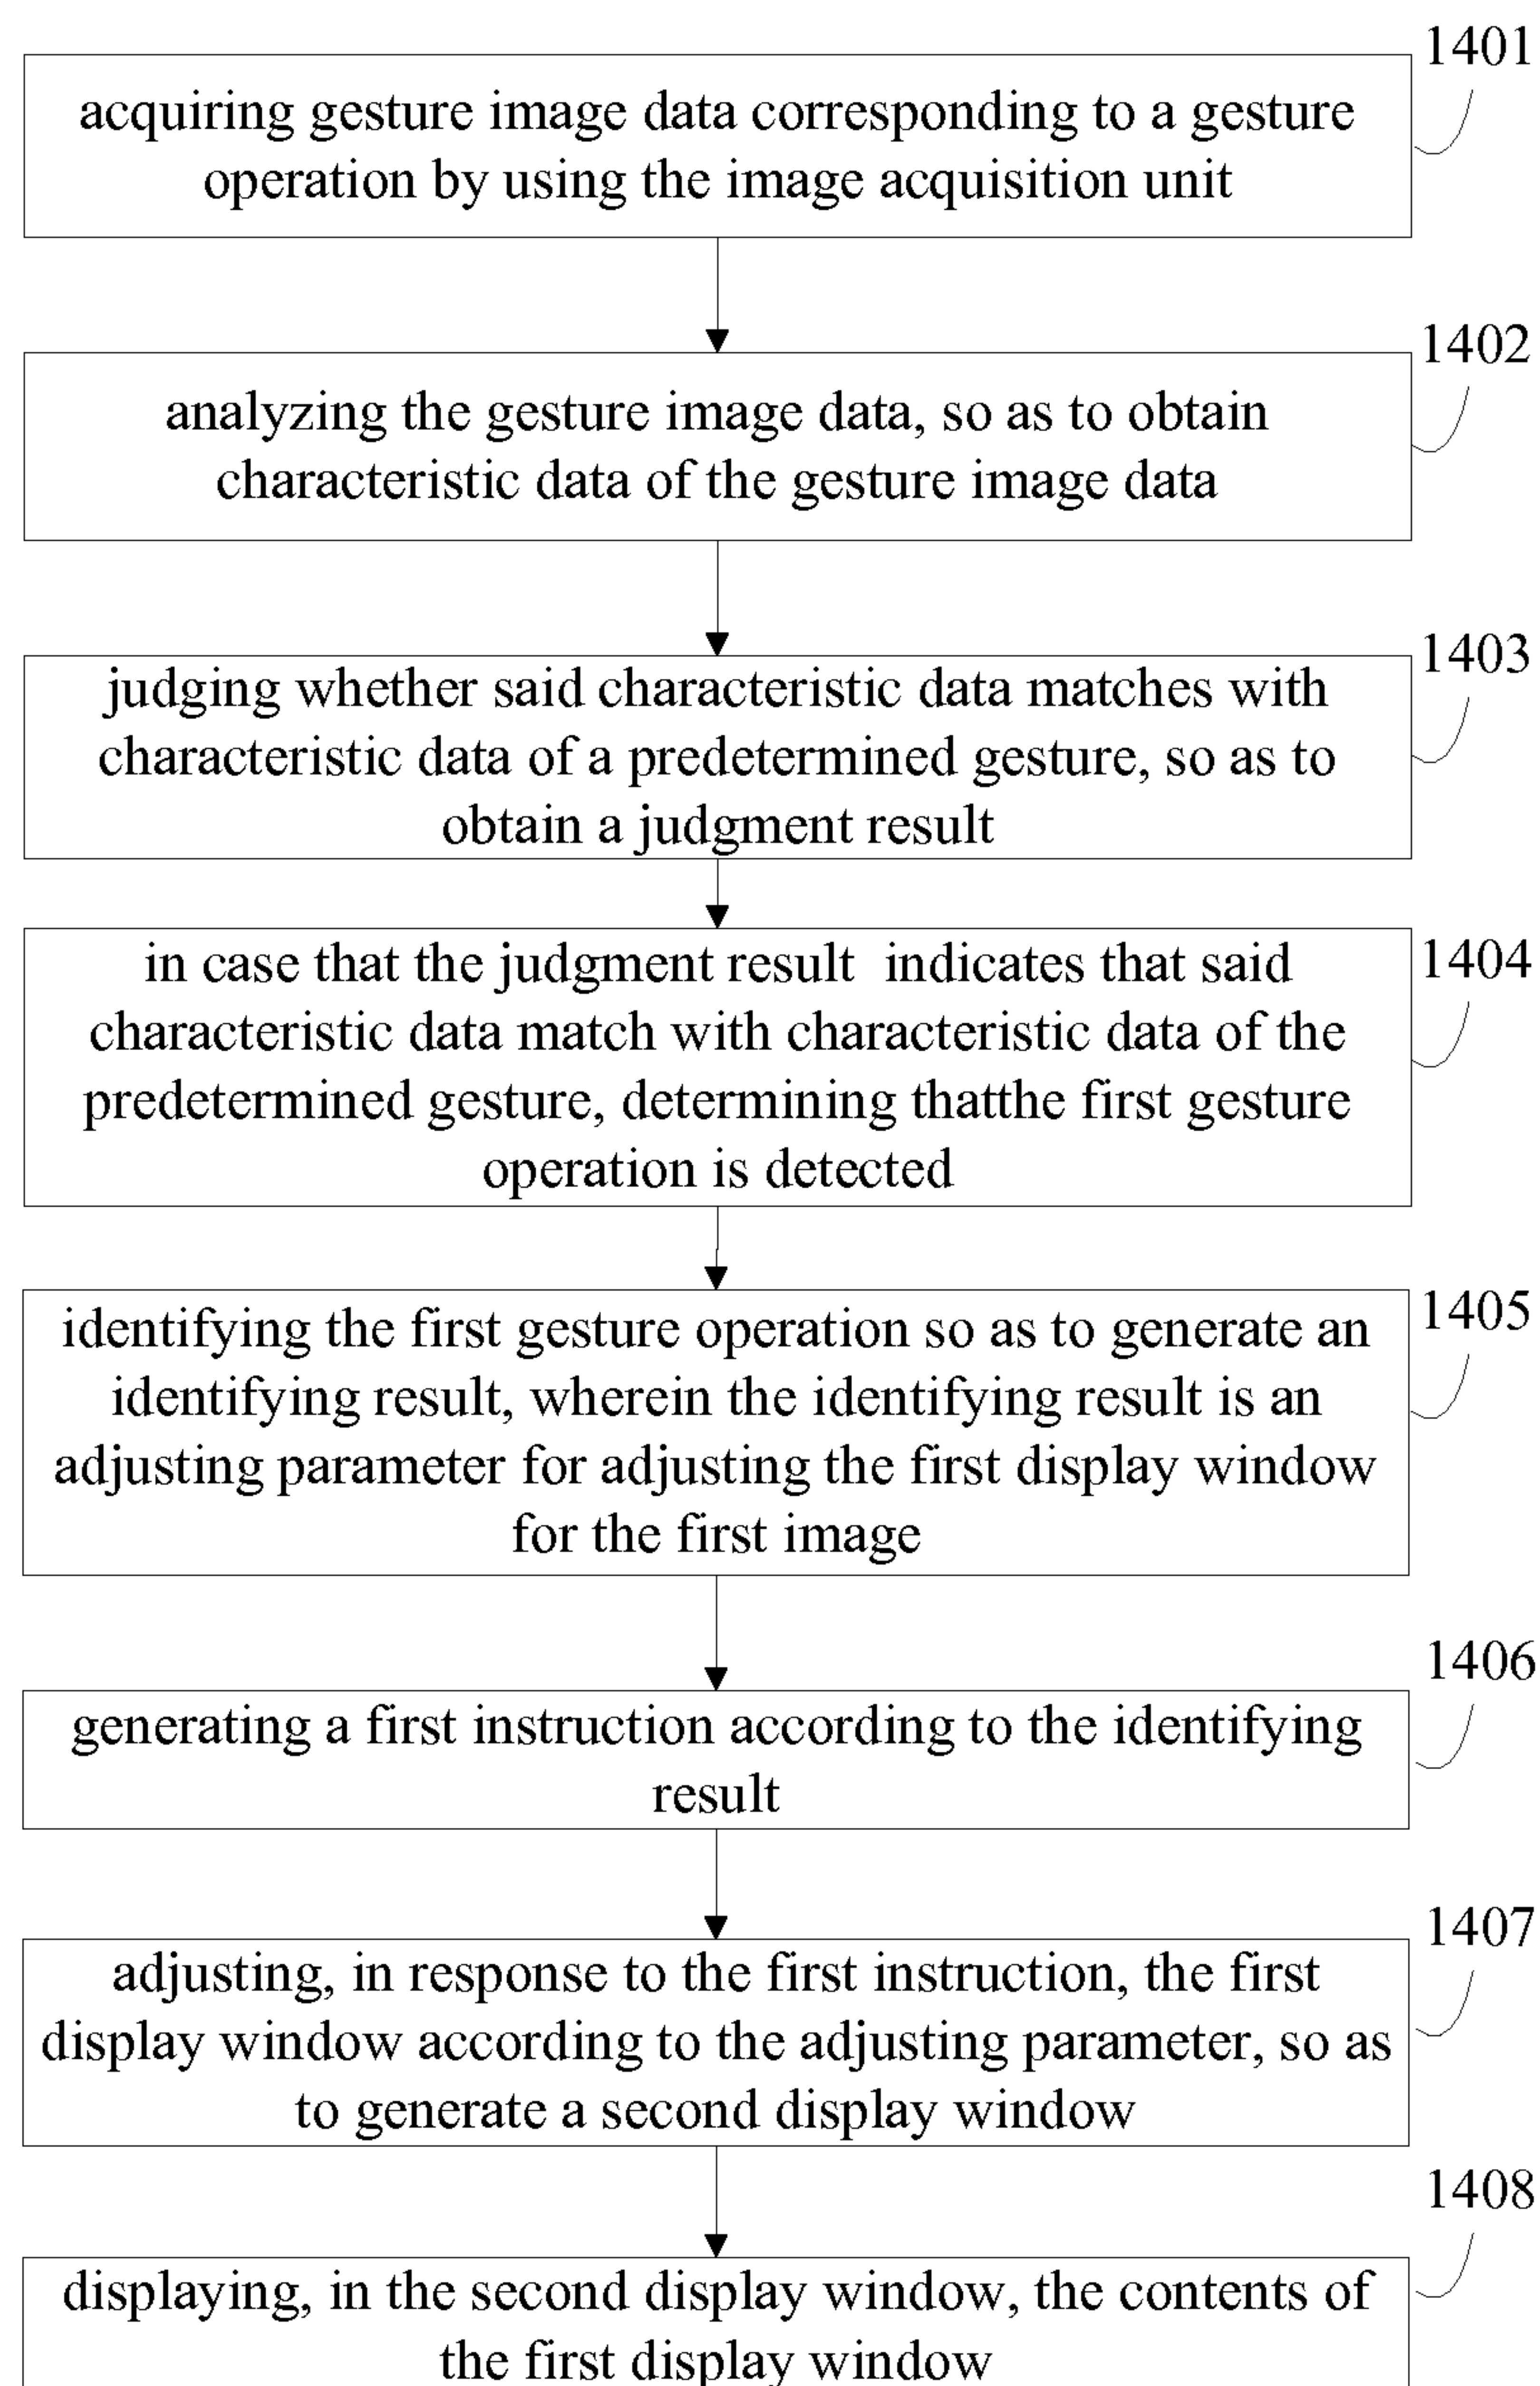 1401
acquiring gesture image data corresponding to a gesture
operation by using the image acquisition unit
1402
analyzing the gesture image data, so as to obtain
characteristic data of the gesture image data
1403
judging whether said characteristic data matches with
characteristic data of a predetermined gesture, so as to
obtain a judgment result
1404
in case that the judgment result  indicates that said
characteristic data match with characteristic data of the
predetermined gesture, determining thatthe first gesture
operation is detected
1405
identifying the first gesture operation so as to generate an
identifying result, wherein the identifying result is an
adjusting parameter for adjusting the first display window
for the first image
1406
generating a first instruction according to the identifying
result
1407
adjusting, in response to the first instruction, the first
display window according to the adjusting parameter, so as
to generate a second display window
1408
displaying, in the second display window, the contents of
the first display window